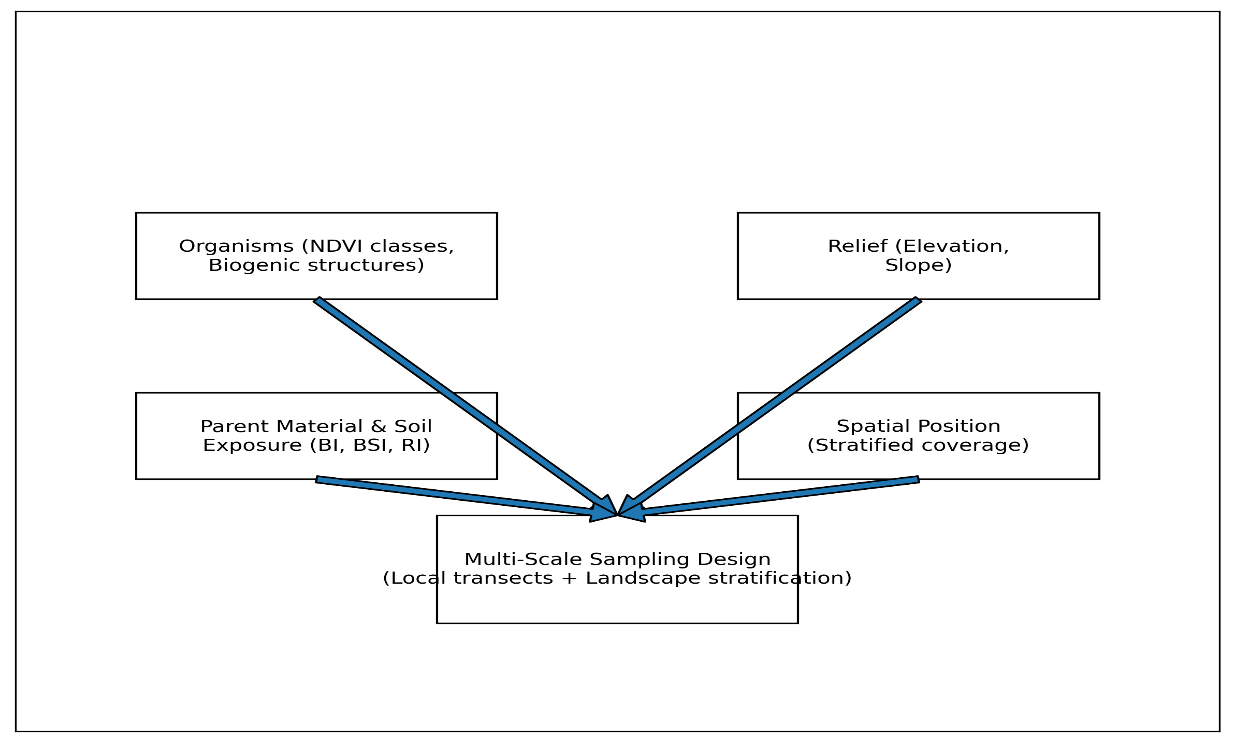 Organisms (NDVI classes,
Biogenic structures)
Relief (Elevation,
Slope)
Parent Material & Soil
Exposure (BI, BSI, RI)
Spatial Position
(Stratified coverage)
Multi-Scale Sampling Design
(Local transects + Landscape stratification)